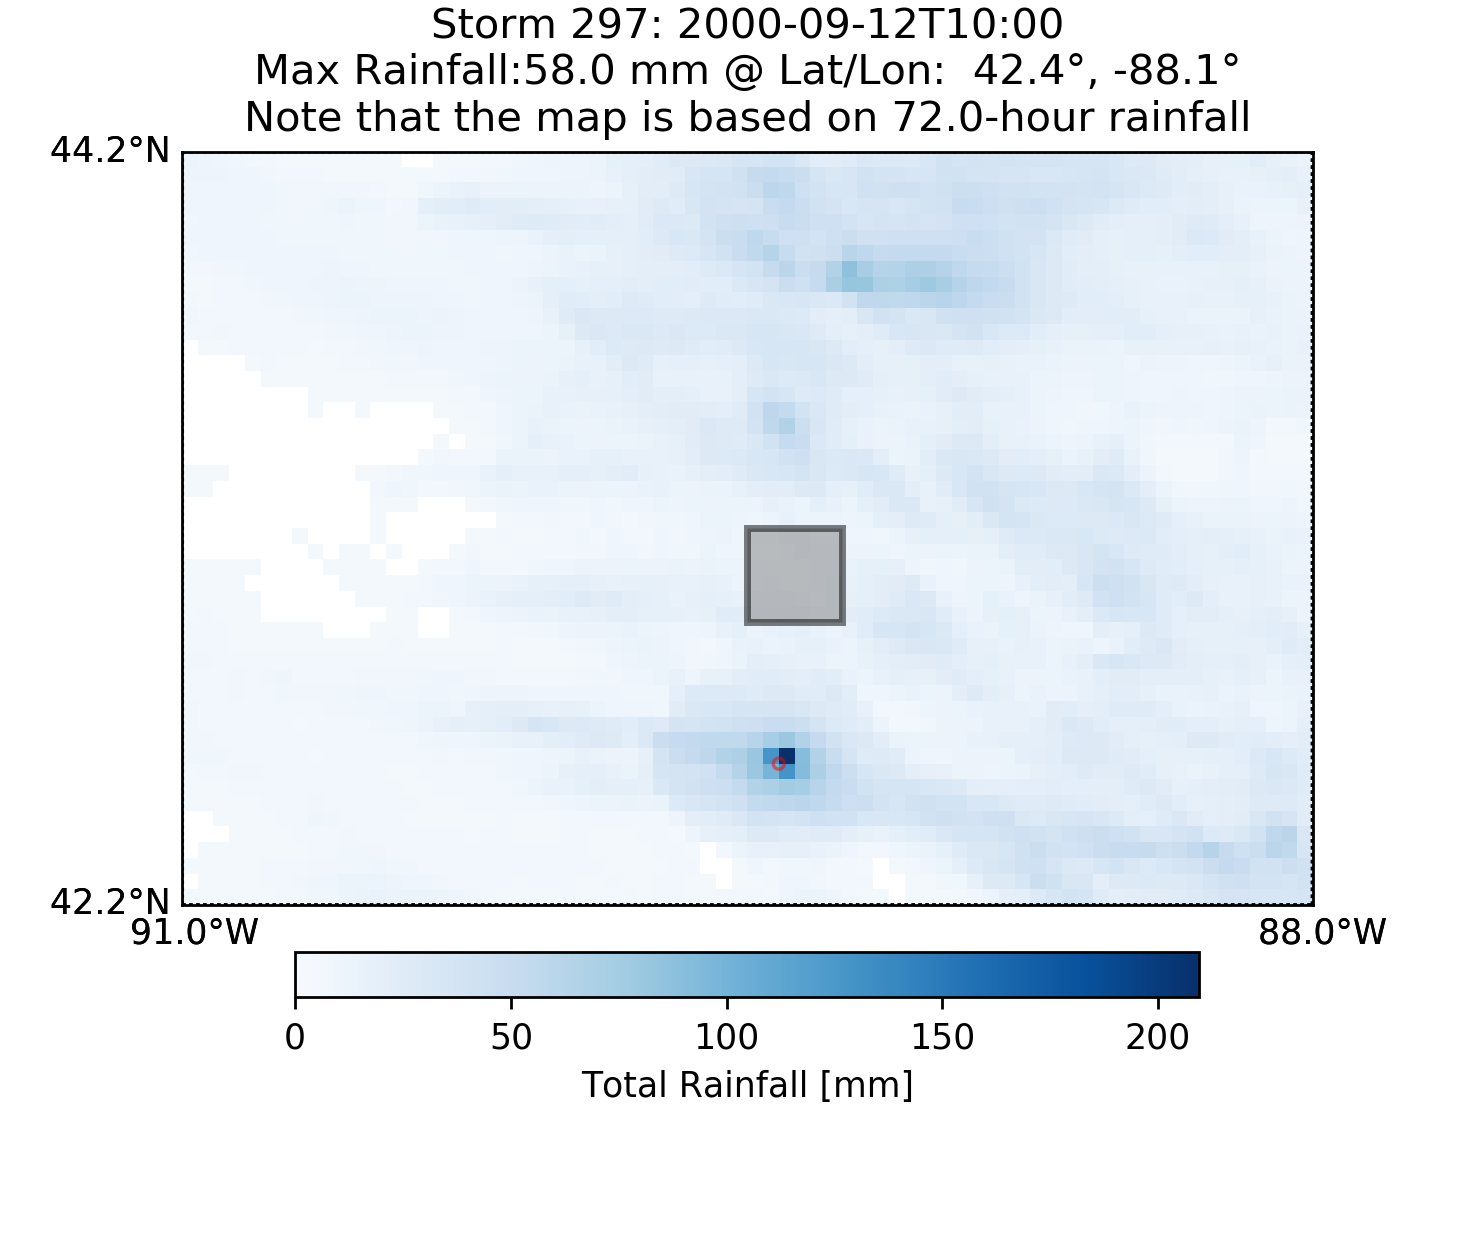 Storm 297: 2000-09-12T10:00
Max Rainfall:58.0 mm @ Lat/Lon:  42.4°, -88.1°
Note that the map is based on 72.0-hour rainfall
44.2°N
42.2°N
91.0°W
88.0°W
0
50
100
150
200
Total Rainfall [mm]